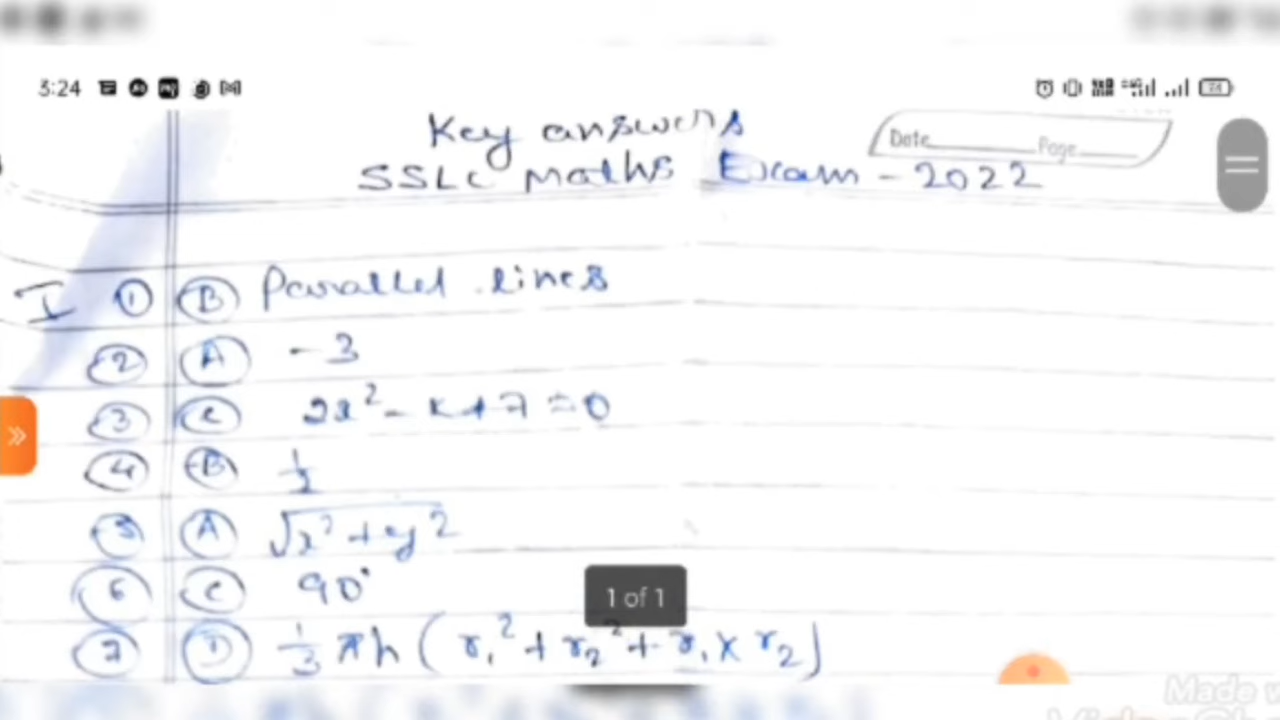 3:24
Key answers
Date Page
SSLC Maths Exam - 2022
I ① Ⓑ Parallel lines
② Ⓐ - 3
③ Ⓒ 2x² - x + 7 = 0
④ Ⓑ 1/2
⑤ Ⓐ √x² + y²
⑥ Ⓒ 90°
1 of 1
⑦ Ⓓ 1/3 πh ( r₁² + r₂² + r₁ x r₂ )
Made